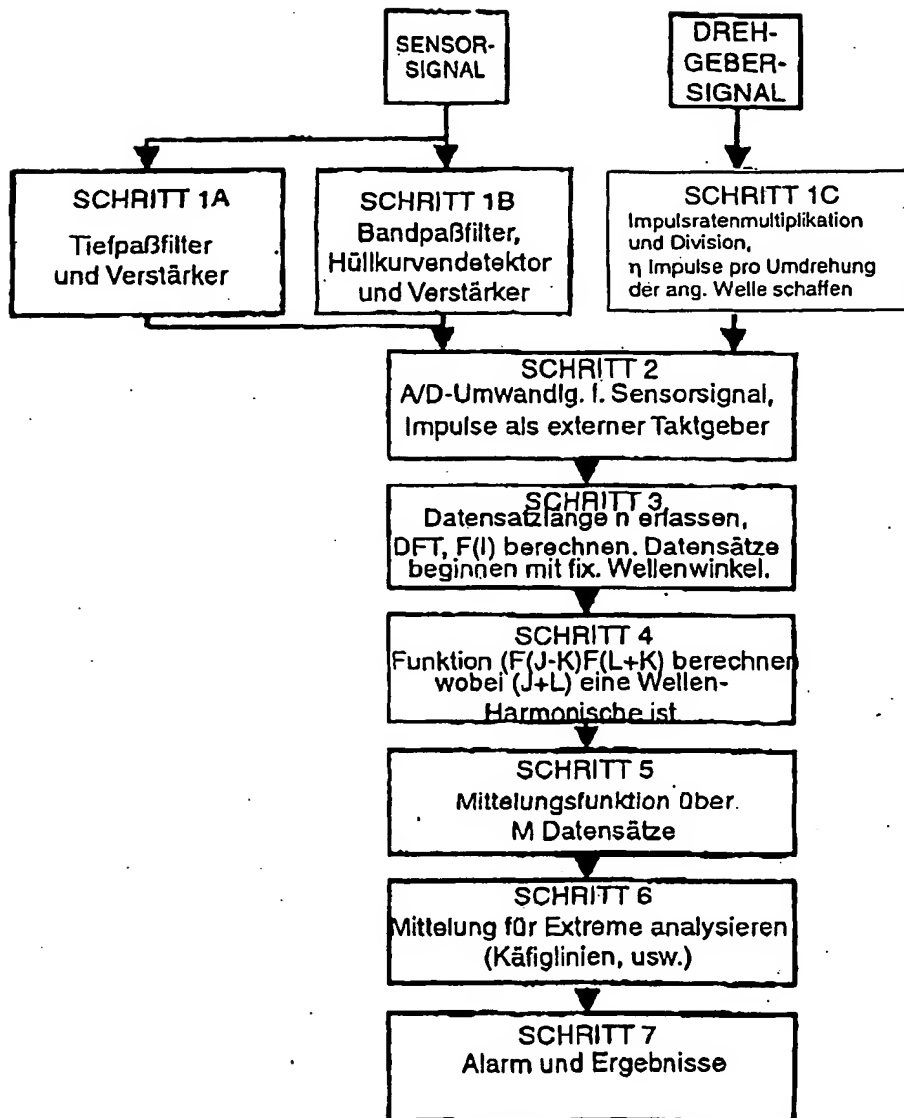 SENSOR-
SIGNAL
DREH-
GEBER-
SIGNAL
SCHRITT 1A
Tiefpaßfilter
und Verstärker
SCHRITT 1B
Bandpaßfilter,
Hüllkurvendetektor
und Verstärker
SCHRITT 1C
Impulsratenmultiplikation
und Division,
η Impulse pro Umdrehung
der ang. Welle schaffen
SCHRITT 2
A/D-Umwandlg. f. Sensorsignal,
Impulse als externer Taktgeber
SCHRITT 3
Datensatzlänge n erfassen,
DFT, F(I) berechnen. Datensätze
beginnen mit fix. Wellenwinkel.
SCHRITT 4
Funktion (F(J-K)F(L+K) berechnen
wobei (J+L) eine Wellen-
Harmonische ist
SCHRITT 5
Mittelungsfunktion über
M Datensätze
SCHRITT 6
Mittelung für Extreme analysieren
(Käfiglinien, usw.)
SCHRITT 7
Alarm und Ergebnisse